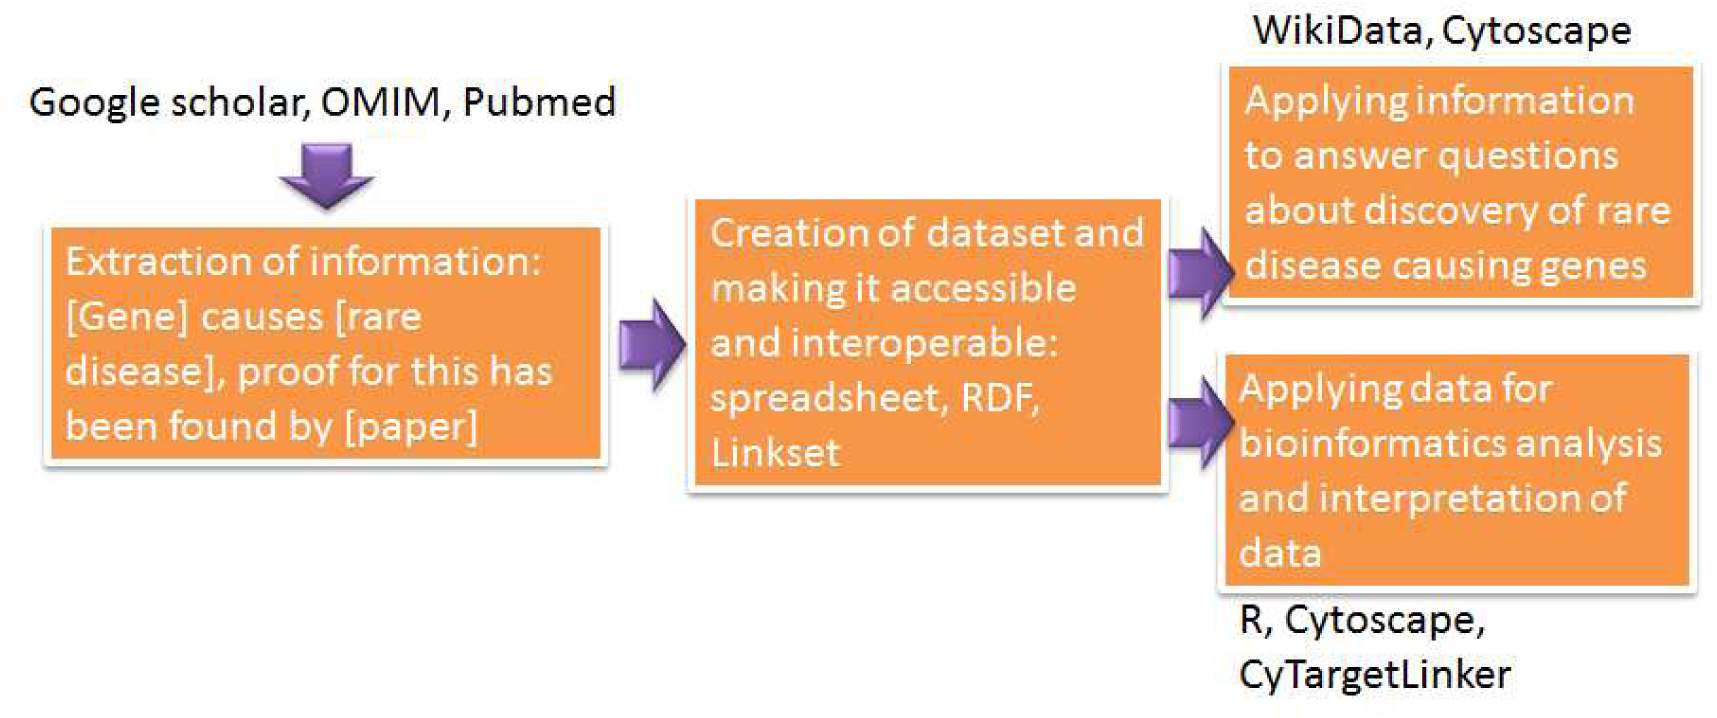 Google scholar, OMIM, Pubmed
Extraction of information:
[Gene] causes [rare
disease], proof for this has
been found by [paper]
Creation of dataset and
making it accessible
and interoperable:
spreadsheet, RDF,
Linkset
WikiData, Cytoscape
Applying information
to answer questions
about discovery of rare
disease causing genes
Applying data for
bioinformatics analysis
and interpretation of
data
R, Cytoscape,
CyTargetLinker